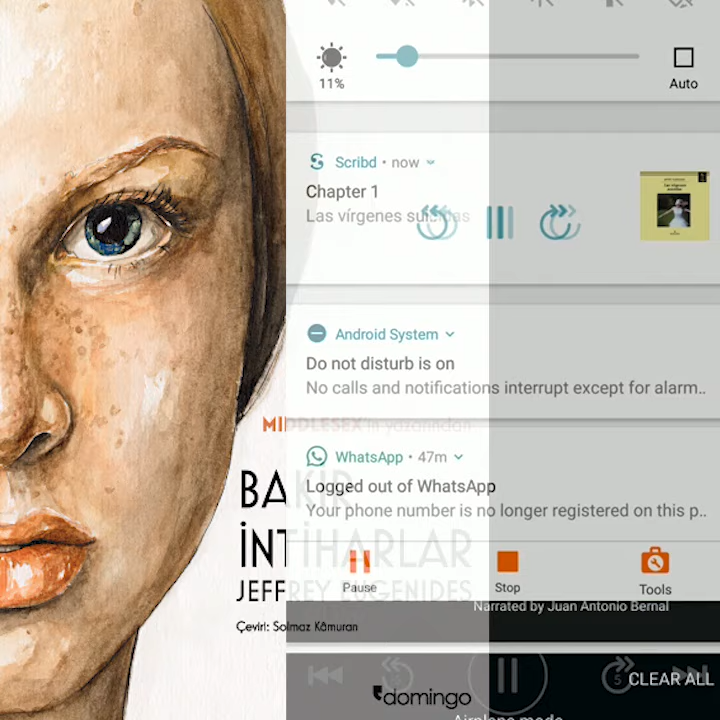 11%
Auto
Scribd • now
Chapter 1
Las vírgenes suicidas
Android System
Do not disturb is on
No calls and notifications interrupt except for alarm..
MIDDLESEX'in yazarından
WhatsApp • 47m
Logged out of WhatsApp
Your phone number is no longer registered on this p..
BAKİR
İNTİHARLAR
JEFFREY EUGENIDES
Pause
Stop
Tools
Narrated by Juan Antonio Bernal
Çeviri: Solmaz Kâmuran
5
CLEAR ALL
domingo
Airplane mode